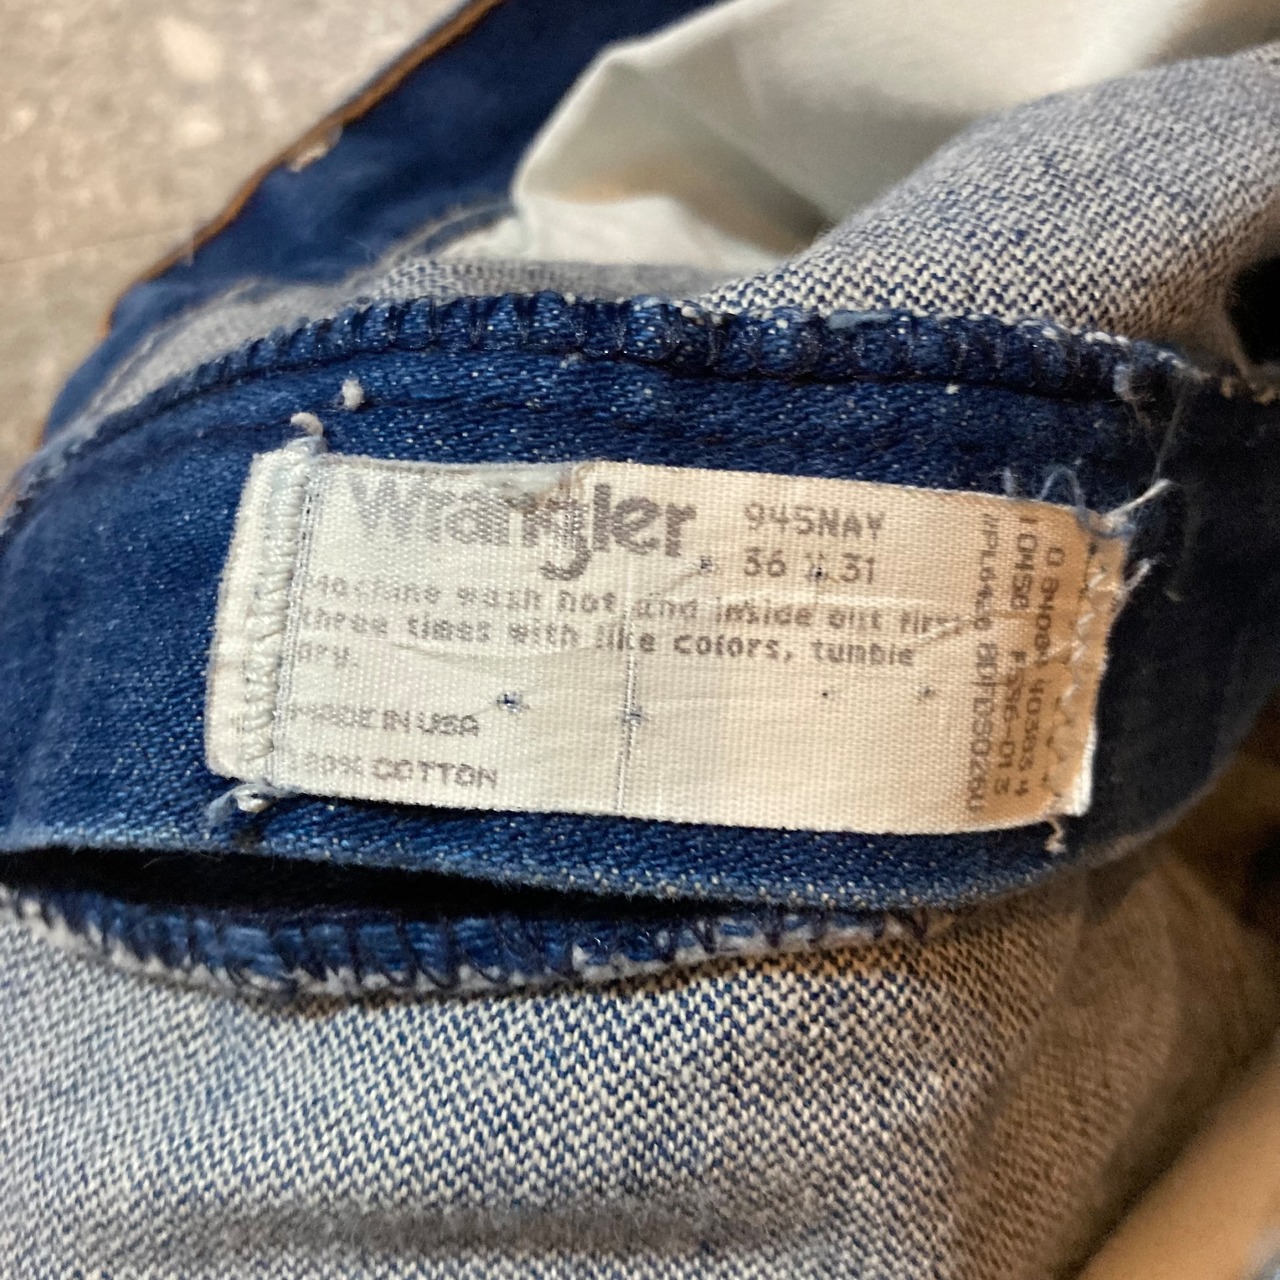 Wrangler
945NAY
36 X 31
Machine wash hot and inside out first
three times with like colors, tumble
dry.
MADE IN USA
100% COTTON